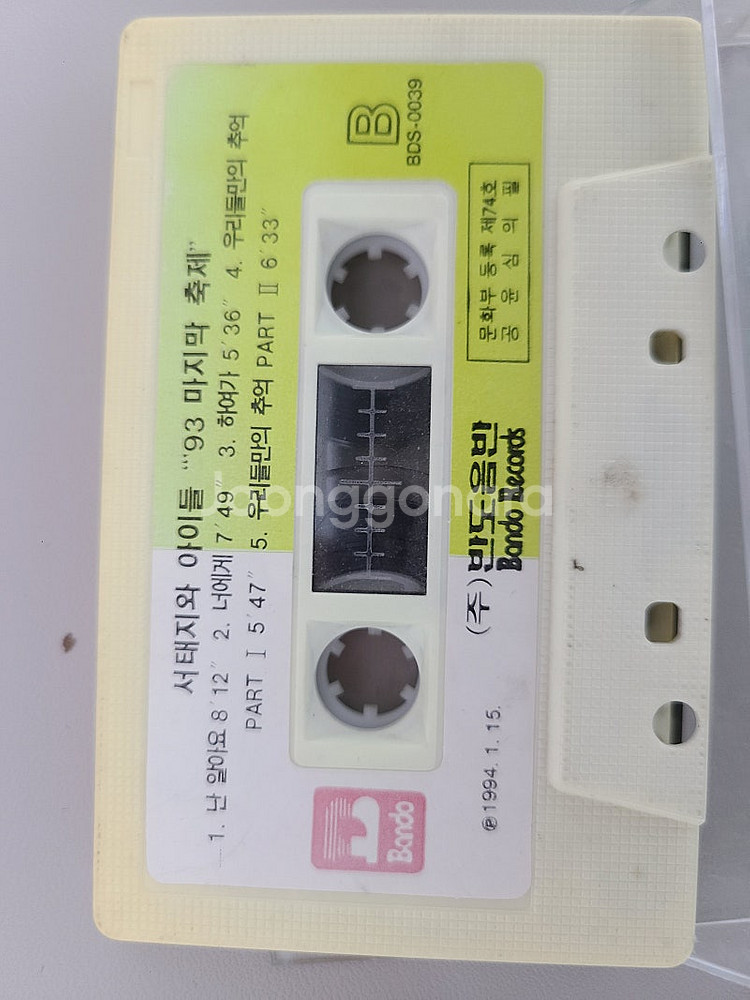 서태지와 아이들 "'93 마지막 축제"
1. 난 알아요 8'12" 2. 너에게 7'49" 3. 하여가 5'36" 4. 우리들만의 추억
PART Ⅰ 5'47" 5. 우리들만의 추억 PART Ⅱ 6'33"
B
BDS-0039
Bando
℗1994. 1. 15.
(주)반도음반
Bando Records
문화부 등록 제74호
공 윤 심 의 필
Joonggonara